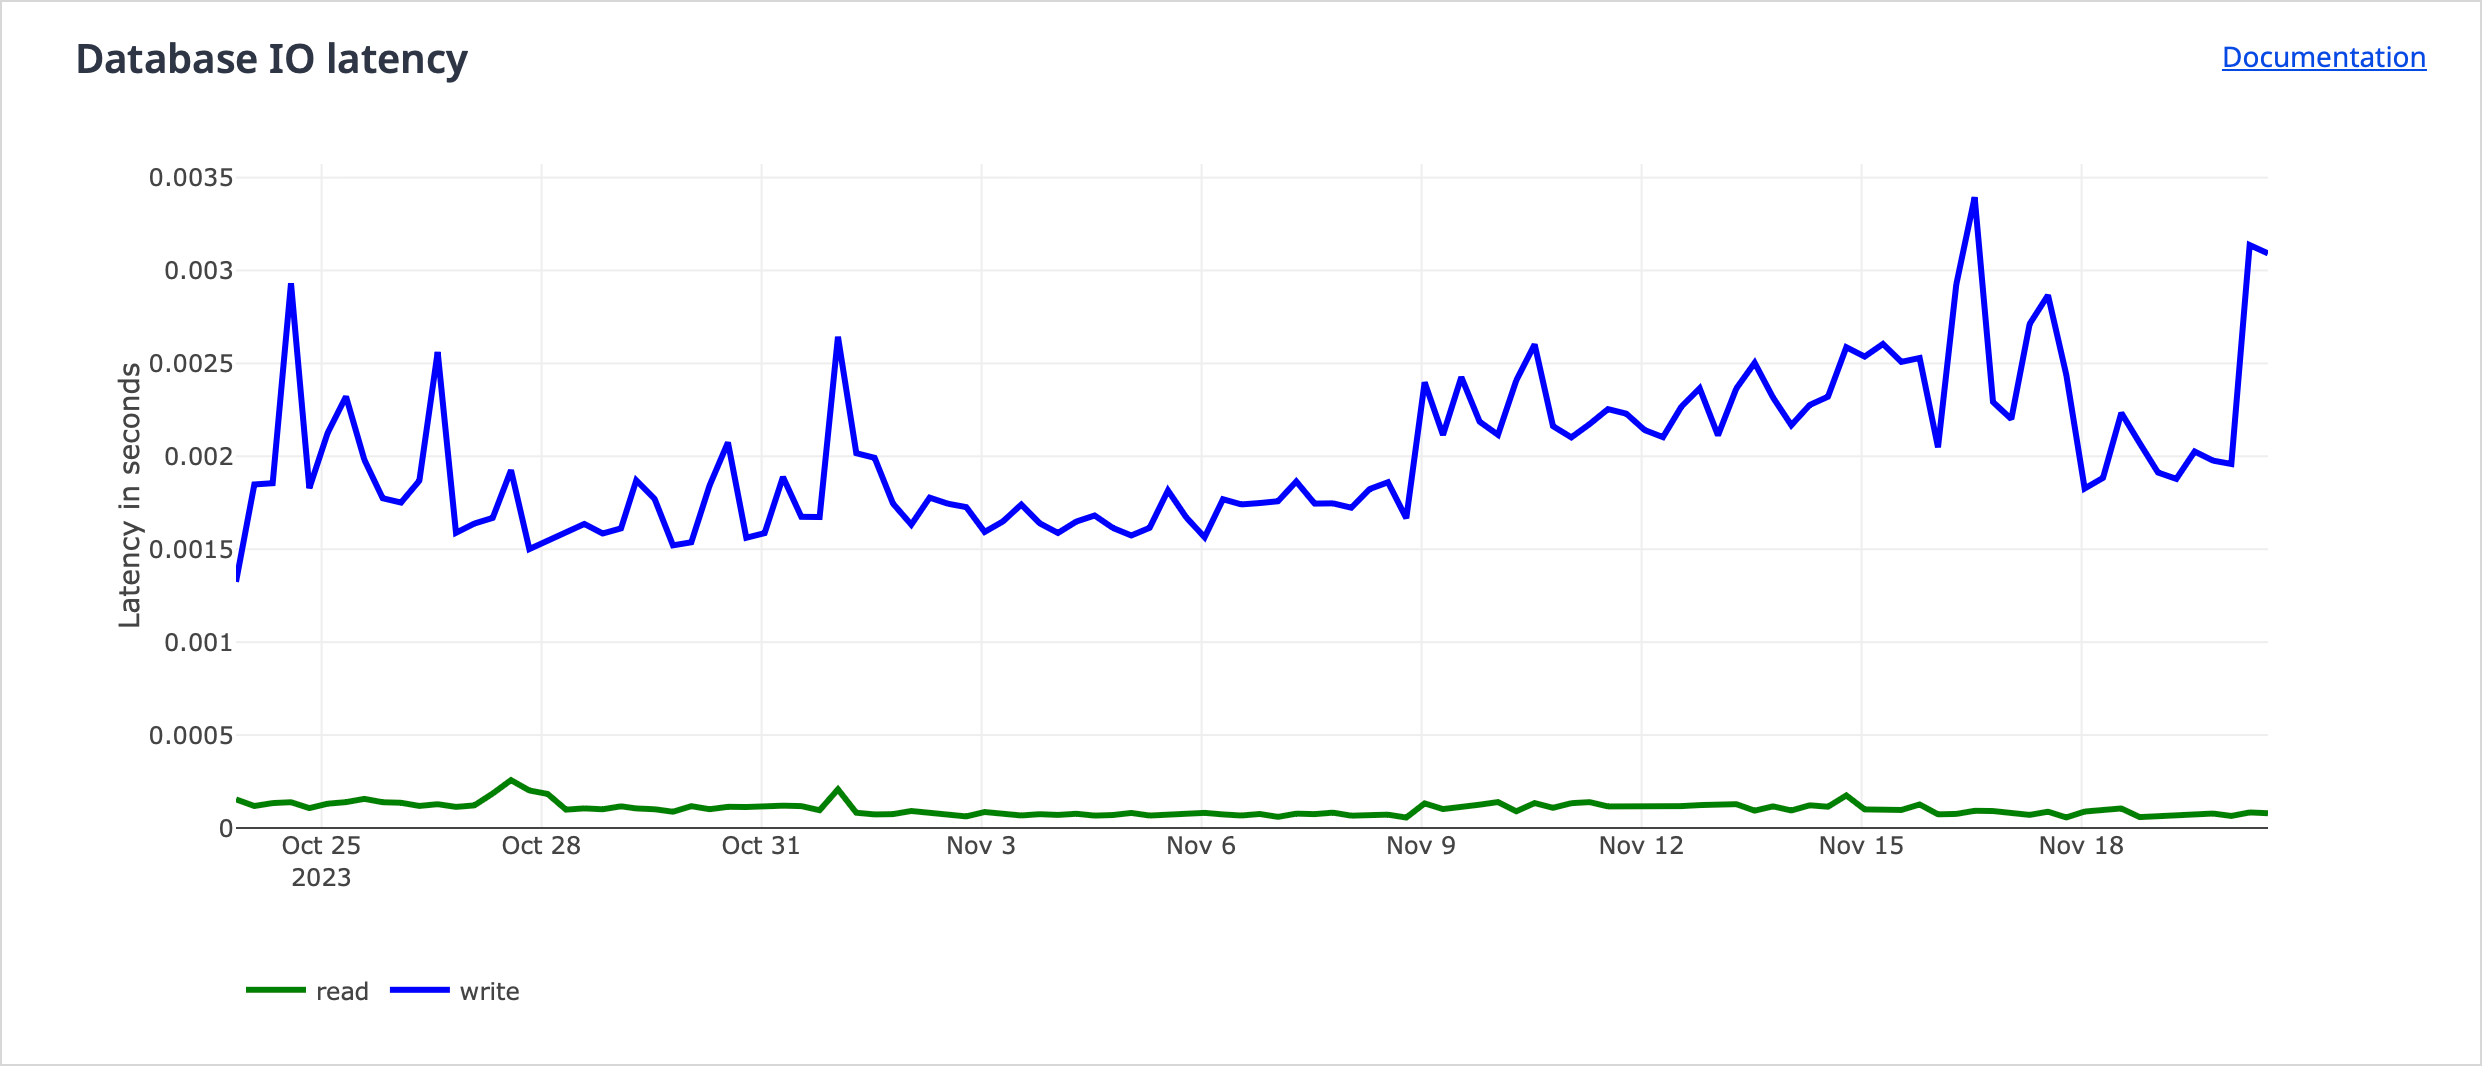 Database IO latency
Documentation
Latency in seconds
0.0035
0.003
0.0025
0.002
0.0015
0.001
0.0005
0
Oct 25 Oct 28 Oct 31 Nov 3 Nov 6 Nov 9 Nov 12 Nov 15 Nov 18
2023
read write